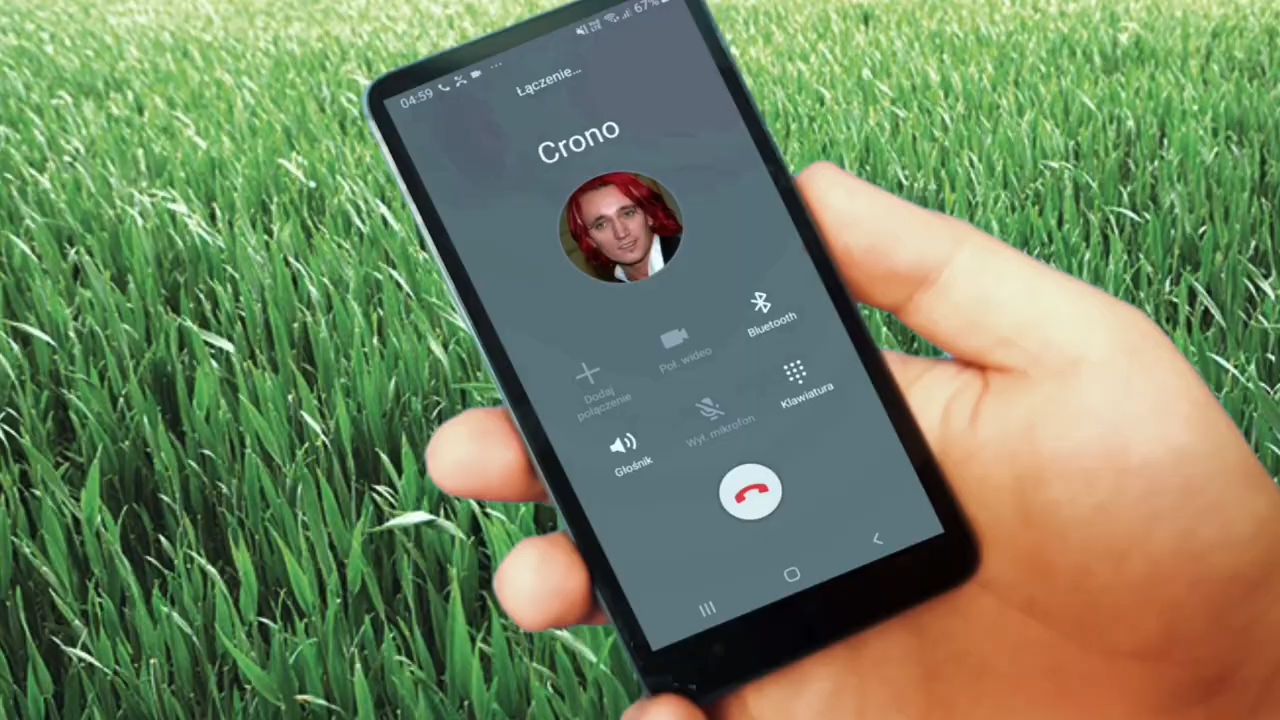 04:59
67%
Łączenie...
Crono
Dodaj
połączenie
Poł. wideo
Bluetooth
Głośnik
Wył. mikrofon
Klawiatura